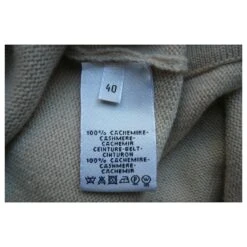 40
100% CACHEMIRE-
CASHMERE-
CACHEMIR
CEINTURE-BELT-
CINTURON
100% CACHEMIRE-
CASHMERE-
CACHEMIR